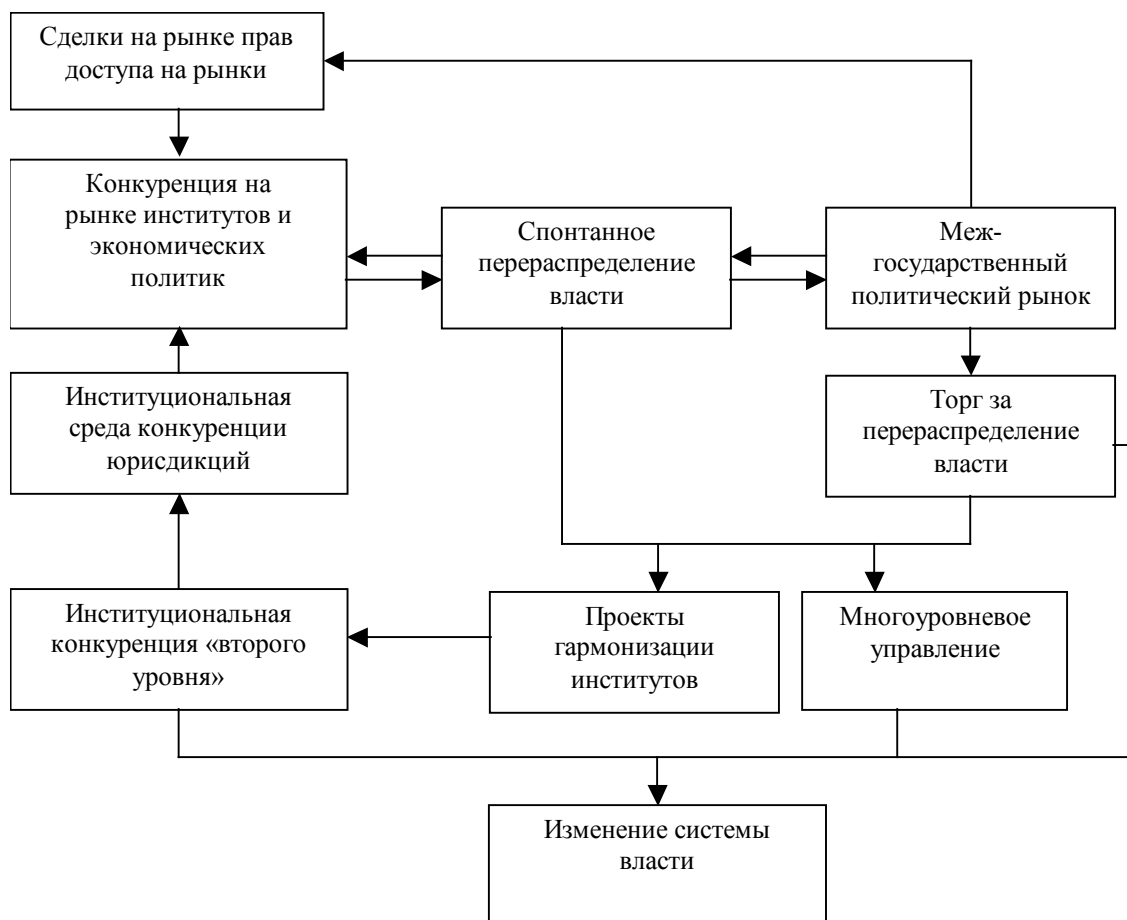 Сделки на рынке прав
доступа на рынки
Конкуренция на
рынке институтов и
экономических
политик
Спонтанное
перераспределение
власти
Меж-
государственный
политический рынок
Институциональная
среда конкуренции
юрисдикций
Торг за
перераспределение
власти
Институциональная
конкуренция «второго
уровня»
Проекты
гармонизации
институтов
Многоуровневое
управление
Изменение системы
власти